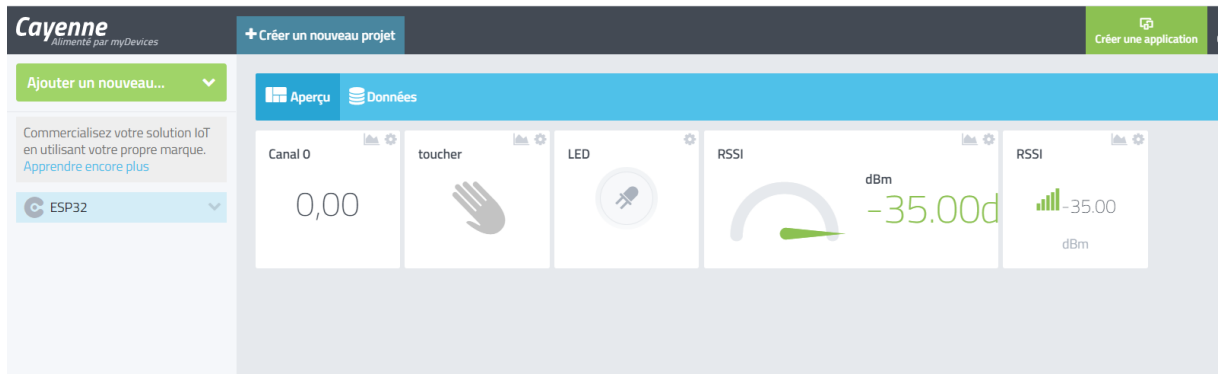 Cayenne
Alimenté par myDevices
+ Créer un nouveau projet
Créer une application
Ajouter un nouveau...
Aperçu
Données
Commercialisez votre solution IoT
en utilisant votre propre marque.
Apprendre encore plus
ESP32
Canal 0
0,00
toucher
LED
RSSI
dBm
-35.00d
RSSI
-35.00
dBm